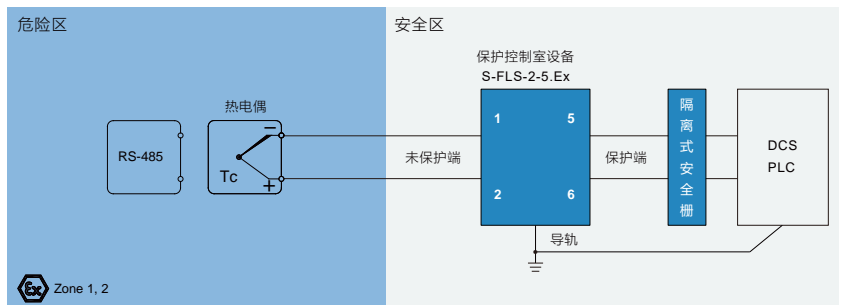 危险区
安全区
保护控制室设备
S-FLS-2-5.Ex
热电偶
RS-485
Tc
−
+
1
5
2
6
未保护端
保护端
隔离式安全栅
DCS
PLC
导轨
Ex
Zone 1, 2